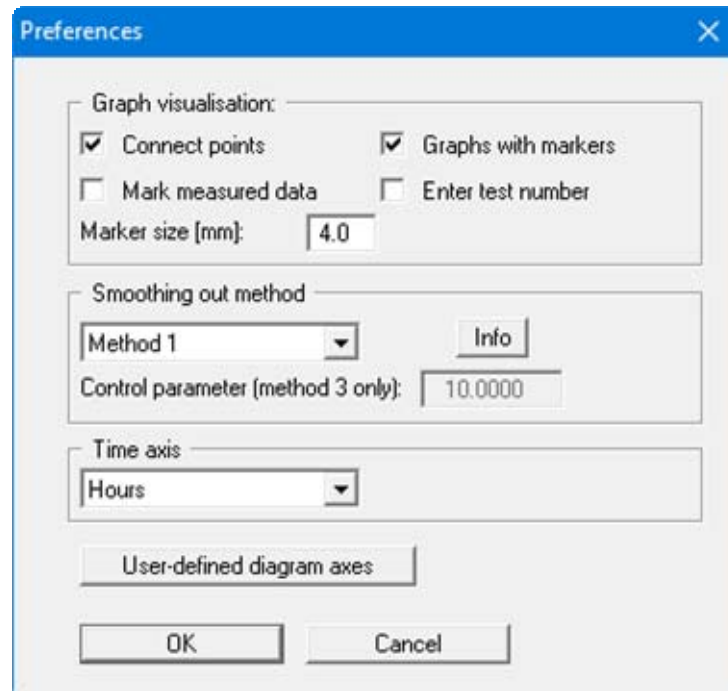 Preferences
Graph visualisation:
Connect points
Graphs with markers
Mark measured data
Enter test number
Marker size [mm]: 4.0
Smoothing out method
Method 1
Info
Control parameter (method 3 only): 10.0000
Time axis
Hours
User-defined diagram axes
OK
Cancel